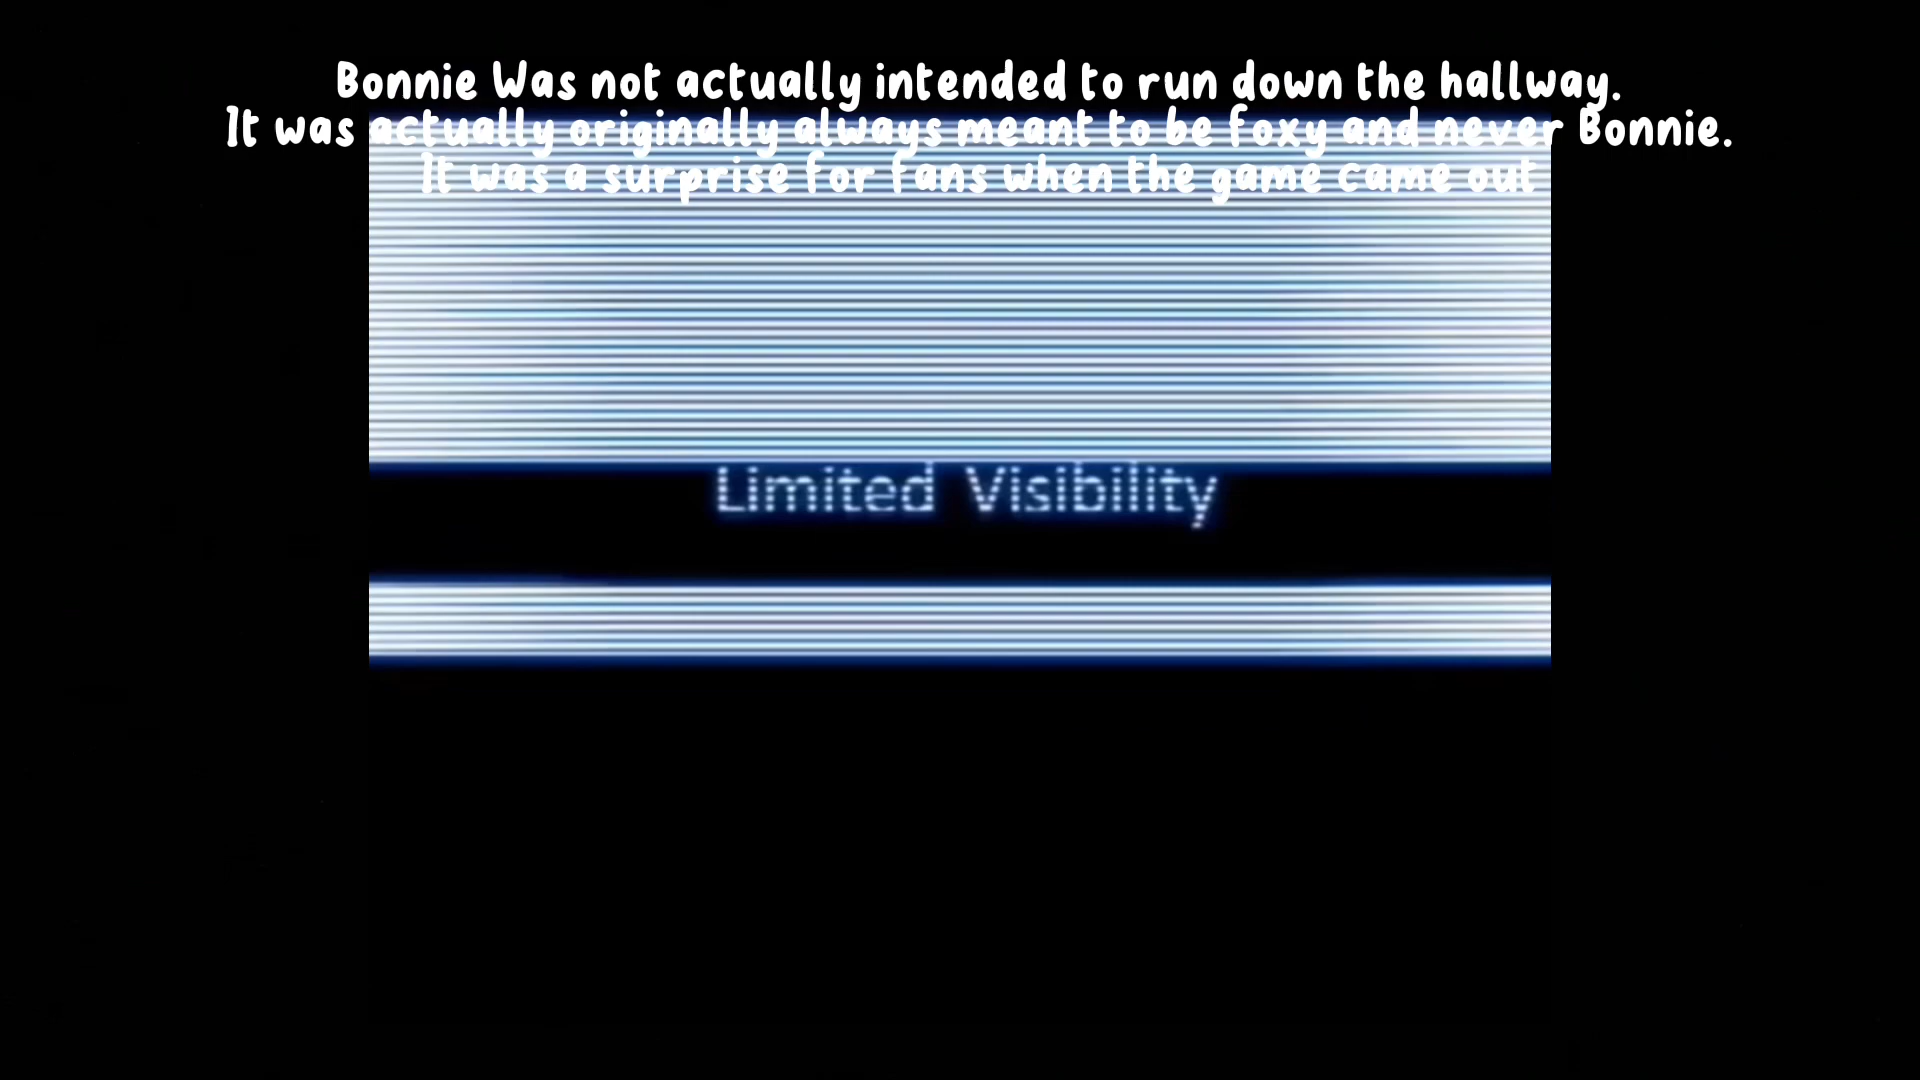 Bonnie Was not actually intended to run down the hallway.
It was actually originally always meant to be foxy and never Bonnie.
It was a surprise for fans when the game came out
Limited Visibility